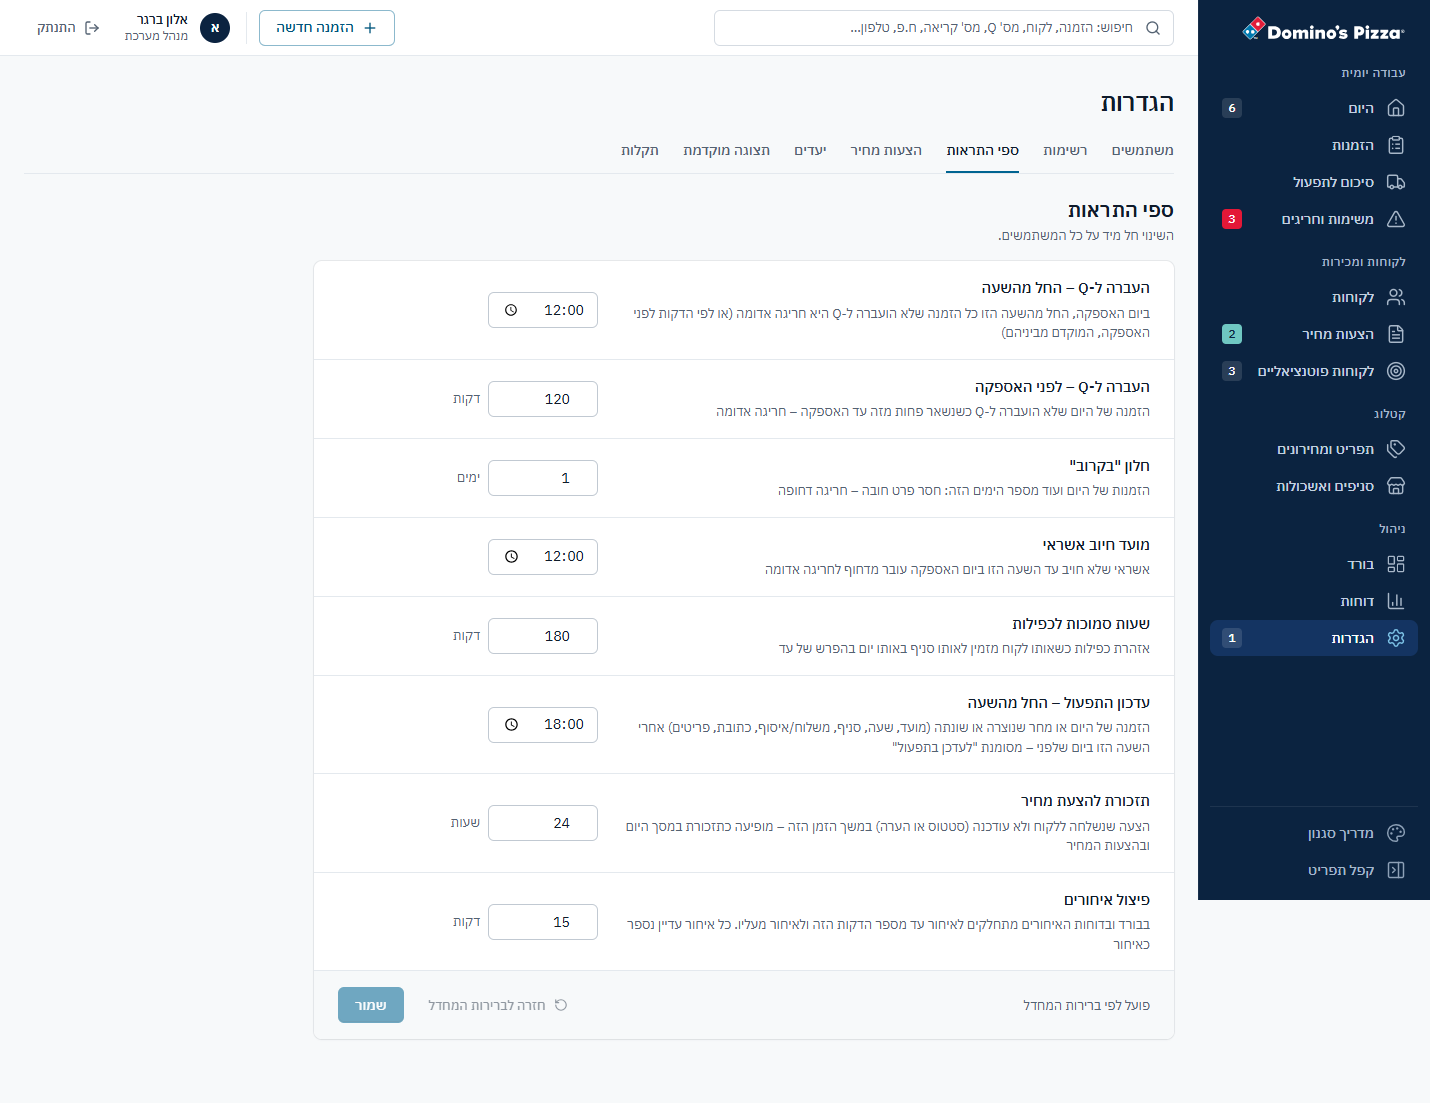 Domino's Pizza
עבודה יומית
היום 6
הזמנות
סיכום לתפעול
משימות וחריגים 3
לקוחות ומכירות
לקוחות
הצעות מחיר 2
לקוחות פוטנציאליים 3
קטלוג
תפריט ומחירונים
סניפים ואשכולות
ניהול
בורד
דוחות
הגדרות 1
מדריך סגנון
קפל תפריט
חיפוש: הזמנה, לקוח, מס' Q, מס' קריאה, ח.פ, טלפון...
הזמנה חדשה
א
אלון ברגר
מנהל מערכת
התנתק
הגדרות
משתמשים רשימות ספי התראות הצעות מחיר יעדים תצוגה מוקדמת תקלות
ספי התראות
השינוי חל מיד על כל המשתמשים.
העברה ל-Q – החל מהשעה
ביום האספקה, החל מהשעה הזו כל הזמנה שלא הועברה ל-Q היא חריגה אדומה (או לפי הדקות לפני
האספקה, המוקדם מביניהם)
12:00
העברה ל-Q – לפני האספקה
הזמנה של היום שלא הועברה ל-Q כשנשאר פחות מזה עד האספקה – חריגה אדומה
120 דקות
חלון "בקרוב"
הזמנות של היום ועוד מספר הימים הזה: חסר פרט חובה – חריגה דחופה
1 ימים
מועד חיוב אשראי
אשראי שלא חויב עד השעה הזו ביום האספקה עובר מדחוף לחריגה אדומה
12:00
שעות סמוכות לכפילות
אזהרת כפילות כשאותו לקוח מזמין לאותו סניף באותו יום בהפרש של עד
180 דקות
עדכון התפעול – החל מהשעה
הזמנה של היום או מחר שנוצרה או שונתה (מועד, שעה, סניף, משלוח/איסוף, כתובת, פריטים) אחרי
השעה הזו ביום שלפני – מסומנת "לעדכן בתפעול"
18:00
תזכורת להצעת מחיר
הצעה שנשלחה ללקוח ולא עודכנה (סטטוס או הערה) במשך הזמן הזה – מופיעה כתזכורת במסך היום
ובהצעות המחיר
24 שעות
פיצול איחורים
בבורד ובדוחות האיחורים מתחלקים לאיחור עד מספר הדקות הזה ולאיחור מעליו. כל איחור עדיין נספר
כאיחור
15 דקות
פועל לפי ברירות המחדל
חזרה לברירות המחדל
שמור